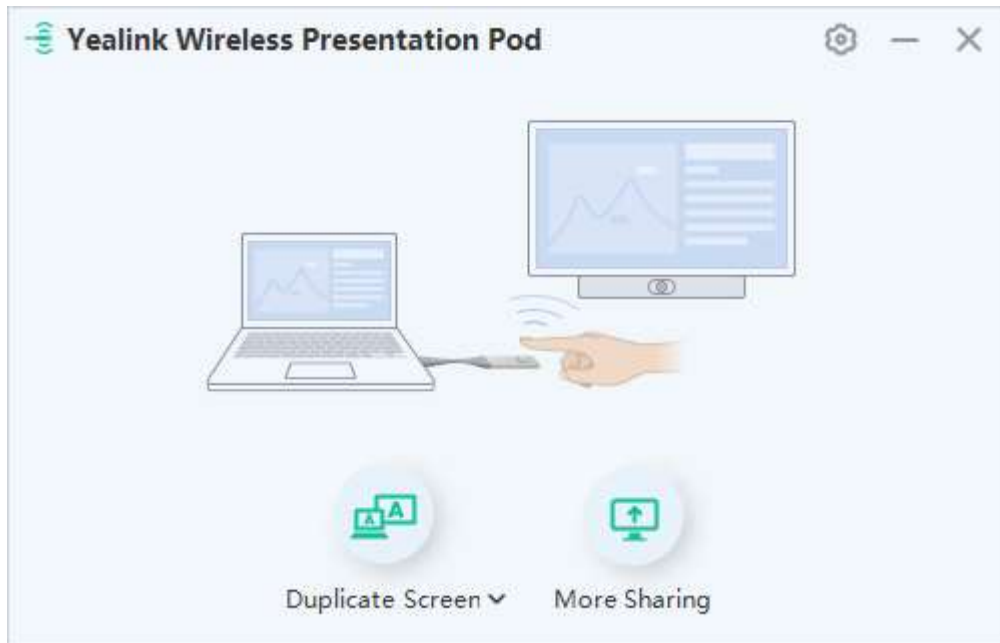 Yealink Wireless Presentation Pod
A A
Duplicate Screen
More Sharing